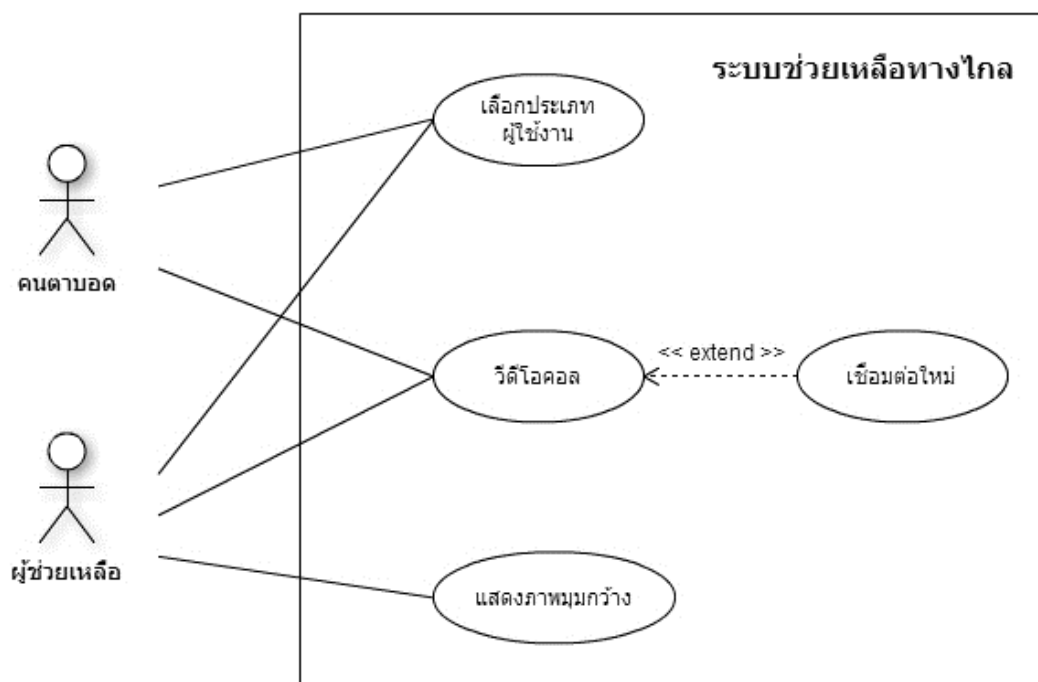 ระบบช่วยเหลือทางไกล
เลือกประเภท
ผู้ใช้งาน
คนตาบอด
วีดีโอคอล
<< extend >>
เชื่อมต่อใหม่
ผู้ช่วยเหลือ
แสดงภาพมุมกว้าง